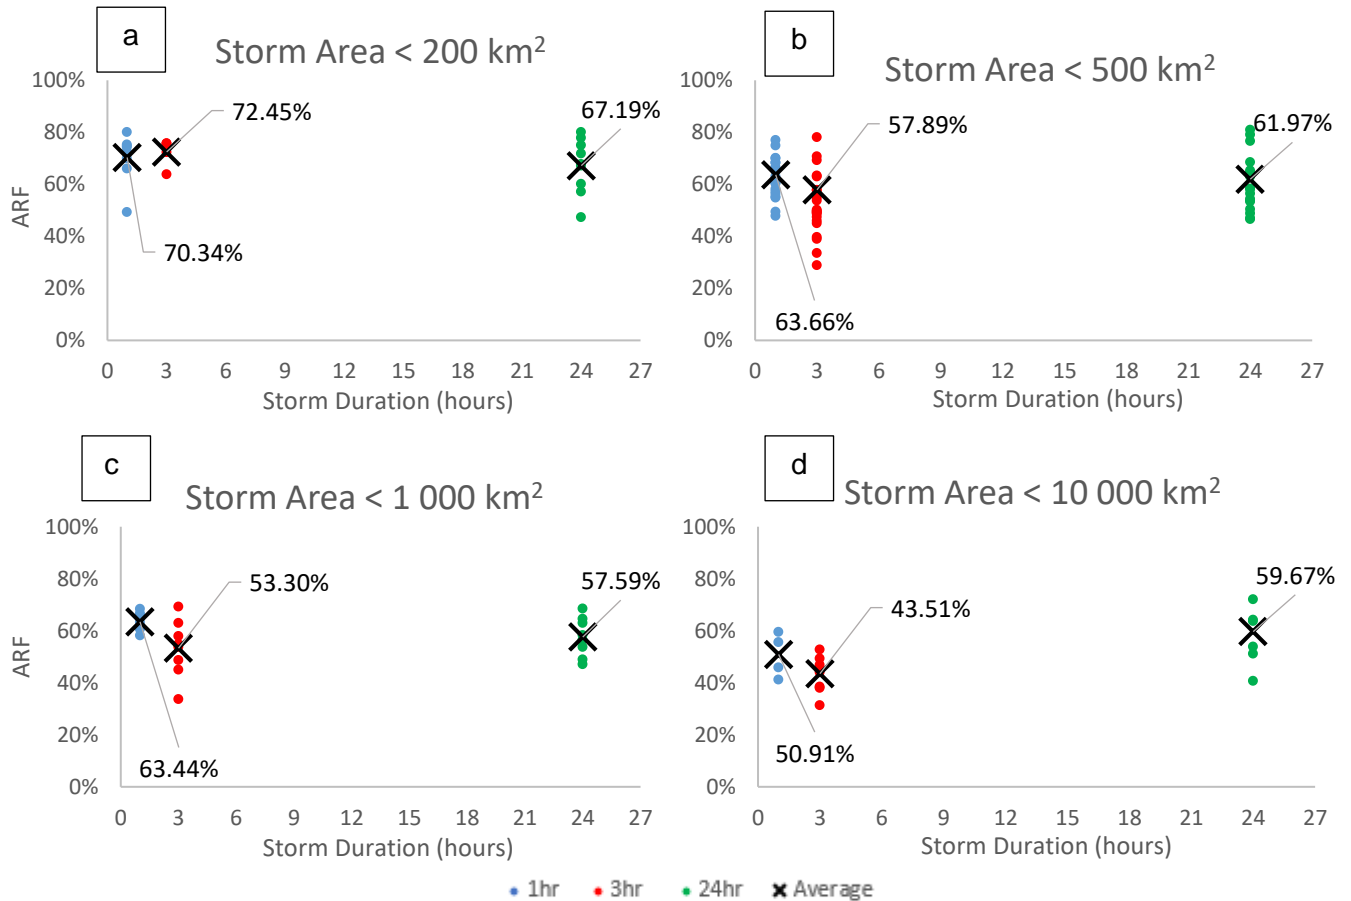 a
Storm Area < 200 km²
100%
80%
60%
40%
20%
0%
ARF
72.45%
67.19%
70.34%
0 3 6 9 12 15 18 21 24 27
Storm Duration (hours)
b
Storm Area < 500 km²
100%
80%
60%
40%
20%
0%
57.89%
61.97%
63.66%
0 3 6 9 12 15 18 21 24 27
Storm Duration (hours)
c
Storm Area < 1 000 km²
100%
80%
60%
40%
20%
0%
ARF
53.30%
57.59%
63.44%
0 3 6 9 12 15 18 21 24 27
Storm Duration (hours)
d
Storm Area < 10 000 km²
100%
80%
60%
40%
20%
0%
59.67%
43.51%
50.91%
0 3 6 9 12 15 18 21 24 27
Storm Duration (hours)
1hr 3hr 24hr Average